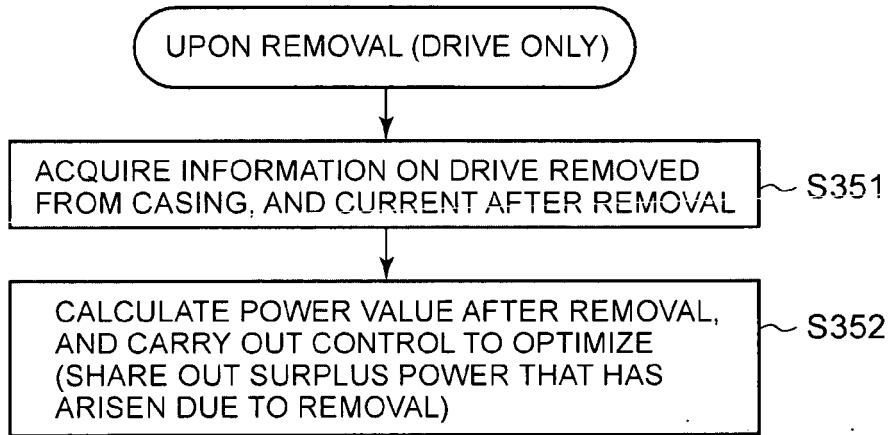 UPON REMOVAL (DRIVE ONLY)
ACQUIRE INFORMATION ON DRIVE REMOVED
FROM CASING, AND CURRENT AFTER REMOVAL
S351
CALCULATE POWER VALUE AFTER REMOVAL,
AND CARRY OUT CONTROL TO OPTIMIZE
(SHARE OUT SURPLUS POWER THAT HAS
ARISEN DUE TO REMOVAL)
S352